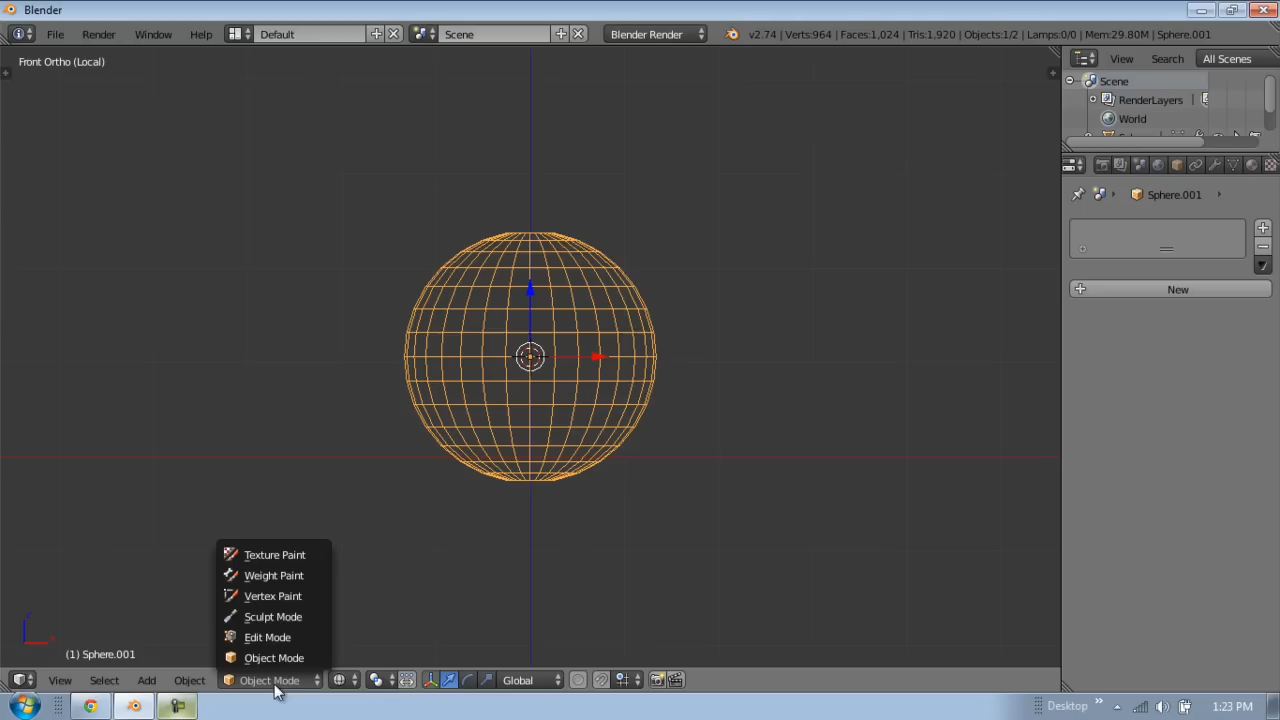 Blender
File Render Window Help Default Scene Blender Render v2.74 | Verts:964 | Faces:1,024 | Tris:1,920 | Objects:1/2 | Lamps:0/0 | Mem:29.80M | Sphere.001
Front Ortho (Local)
View Search All Scenes
Scene
RenderLayers
World
Sphere.001
New
Texture Paint
Weight Paint
Vertex Paint
Sculpt Mode
Edit Mode
Object Mode
(1) Sphere.001
View Select Add Object Object Mode Global
Desktop » 1:23 PM